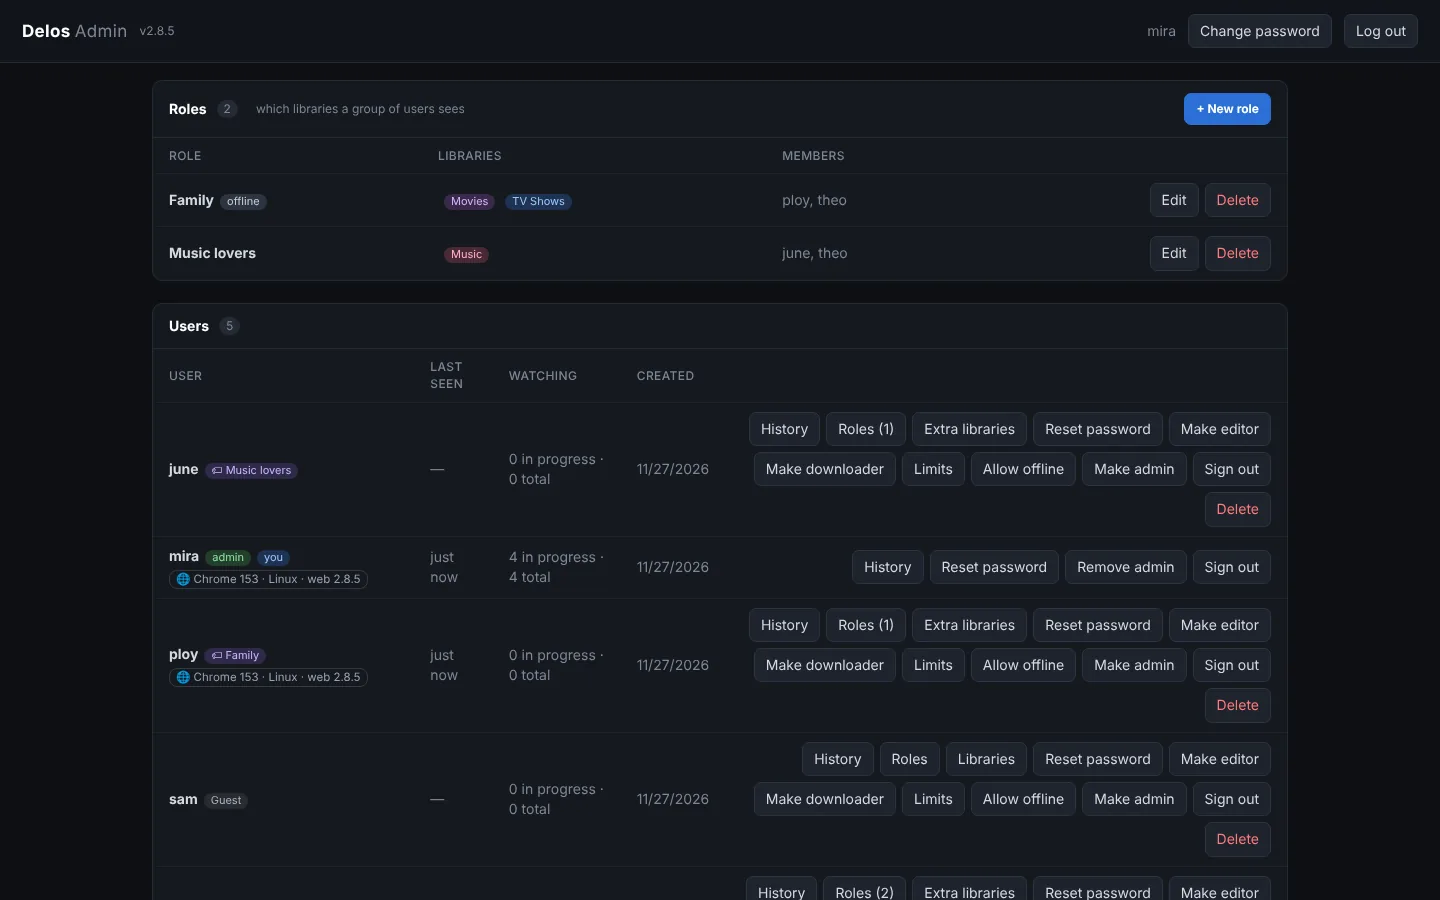 Delos Admin v2.8.5 mira Change password Log out
Roles 2 which libraries a group of users sees + New role
ROLE LIBRARIES MEMBERS
Family offline Movies TV Shows ploy, theo Edit Delete
Music lovers Music june, theo Edit Delete
Users 5
USER LAST SEEN WATCHING CREATED
History Roles (1) Extra libraries Reset password Make editor
june Music lovers — 0 in progress · 0 total 11/27/2026 Make downloader Limits Allow offline Make admin Sign out
Delete
mira admin you
Chrome 153 · Linux · web 2.8.5
just now 4 in progress · 4 total 11/27/2026 History Reset password Remove admin Sign out
History Roles (1) Extra libraries Reset password Make editor
ploy Family
Chrome 153 · Linux · web 2.8.5
just now 0 in progress · 0 total 11/27/2026 Make downloader Limits Allow offline Make admin Sign out
Delete
History Roles Libraries Reset password Make editor
sam Guest — 0 in progress · 0 total 11/27/2026 Make downloader Limits Allow offline Make admin Sign out
Delete
History Roles (2) Extra libraries Reset password Make editor